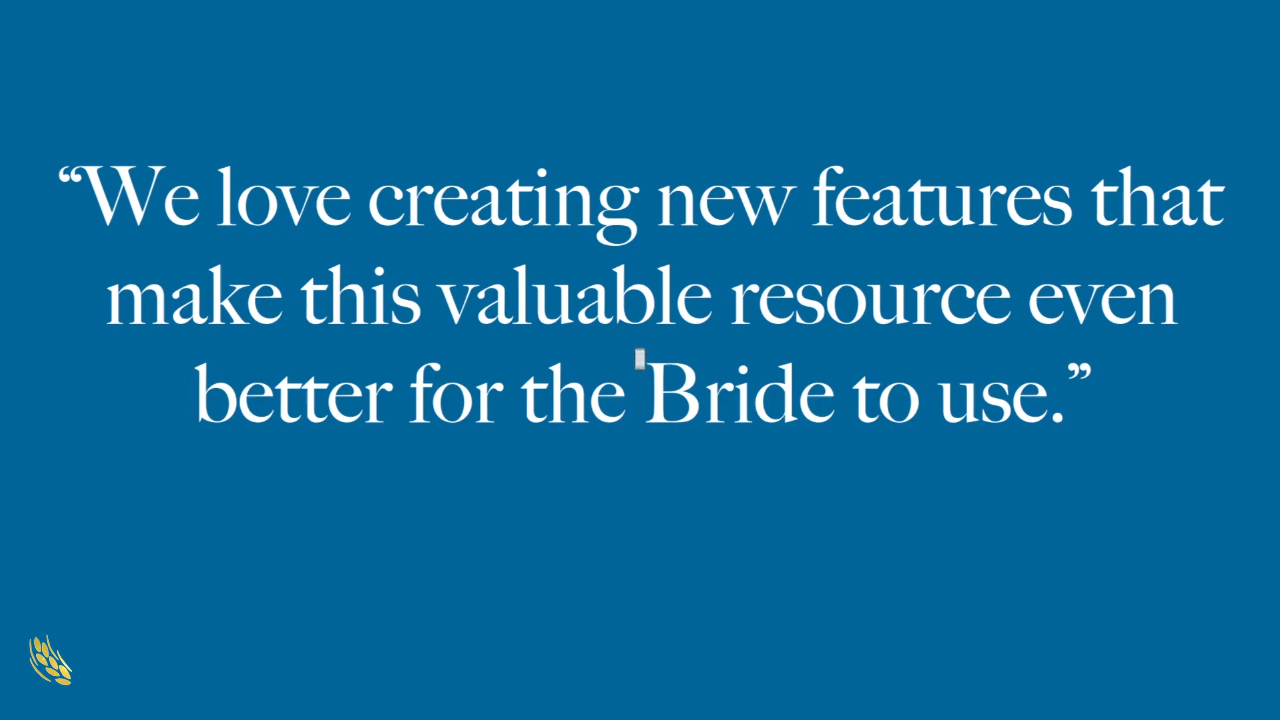 “We love creating new features that
make this valuable resource even
better for the Bride to use.”